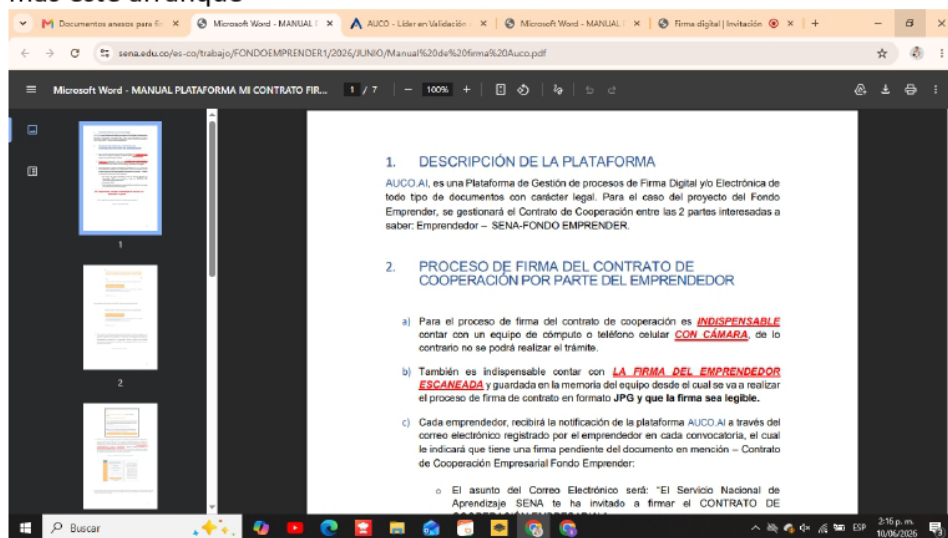 más este arranque
Documentos anexos para fi
Microsoft Word - MANUAL
AUCO - Líder en Validación
Microsoft Word - MANUAL
Firma digital | Invitación
sena.edu.co/es-co/trabajo/FONDOEMPRENDER1/2026/JUNIO/Manual%20de%20firma%20Auco.pdf
Microsoft Word - MANUAL PLATAFORMA MI CONTRATO FIR...
1 / 7
100%
1. DESCRIPCIÓN DE LA PLATAFORMA
AUCO.AI, es una Plataforma de Gestión de procesos de Firma Digital y/o Electrónica de
todo tipo de documentos con carácter legal. Para el caso del proyecto del Fondo
Emprender, se gestionará el Contrato de Cooperación entre las 2 partes interesadas a
saber: Emprendedor – SENA-FONDO EMPRENDER.
2. PROCESO DE FIRMA DEL CONTRATO DE
COOPERACIÓN POR PARTE DEL EMPRENDEDOR
a) Para el proceso de firma del contrato de cooperación es INDISPENSABLE
contar con un equipo de cómputo o teléfono celular CON CÁMARA, de lo
contrario no se podrá realizar el trámite.
b) También es indispensable contar con LA FIRMA DEL EMPRENDEDOR
ESCANEADA y guardada en la memoria del equipo desde el cual se va a realizar
el proceso de firma de contrato en formato JPG y que la firma sea legible.
c) Cada emprendedor, recibirá la notificación de la plataforma AUCO.AI a través del
correo electrónico registrado por el emprendedor en cada convocatoria, el cual
le indicará que tiene una firma pendiente del documento en mención – Contrato
de Cooperación Empresarial Fondo Emprender:
o El asunto del Correo Electrónico será: "El Servicio Nacional de
Aprendizaje SENA te ha invitado a firmar el CONTRATO DE
1
2
Buscar
ESP
2:16 p. m.
10/06/2026